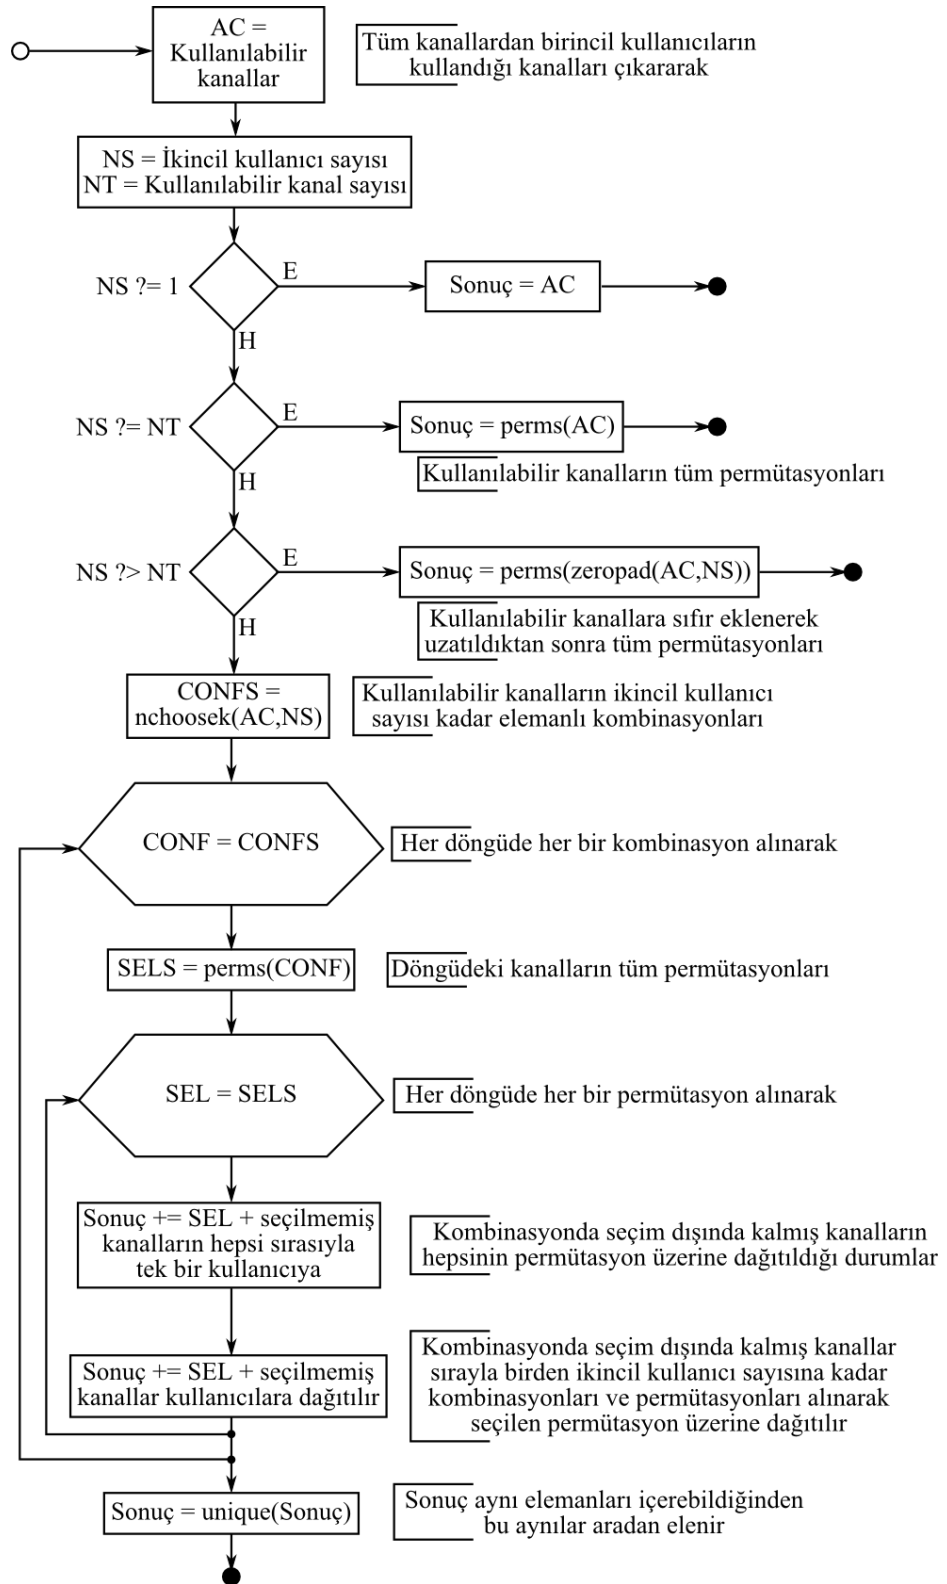 AC =
Kullanılabilir
kanallar
Tüm kanallardan birincil kullanıcıların
kullandığı kanalları çıkararak
NS = İkincil kullanıcı sayısı
NT = Kullanılabilir kanal sayısı
NS ?= 1
E
Sonuç = AC
H
NS ?= NT
E
Sonuç = perms(AC)
Kullanılabilir kanalların tüm permütasyonları
H
NS ?> NT
E
Sonuç = perms(zeropad(AC,NS))
Kullanılabilir kanallara sıfır eklenerek
uzatıldıktan sonra tüm permütasyonları
H
CONFS =
nchoosek(AC,NS)
Kullanılabilir kanalların ikincil kullanıcı
sayısı kadar elemanlı kombinasyonları
CONF = CONFS
Her döngüde her bir kombinasyon alınarak
SELS = perms(CONF)
Döngüdeki kanalların tüm permütasyonları
SEL = SELS
Her döngüde her bir permütasyon alınarak
Sonuç += SEL + seçilmemiş
kanalların hepsi sırasıyla
tek bir kullanıcıya
Kombinasyonda seçim dışında kalmış kanalların
hepsinin permütasyon üzerine dağıtıldığı durumlar
Sonuç += SEL + seçilmemiş
kanallar kullanıcılara dağıtılır
Kombinasyonda seçim dışında kalmış kanallar
sırayla birden ikincil kullanıcı sayısına kadar
kombinasyonları ve permütasyonları alınarak
seçilen permütasyon üzerine dağıtılır
Sonuç = unique(Sonuç)
Sonuç aynı elemanları içerebildiğinden
bu aynılar aradan elenir